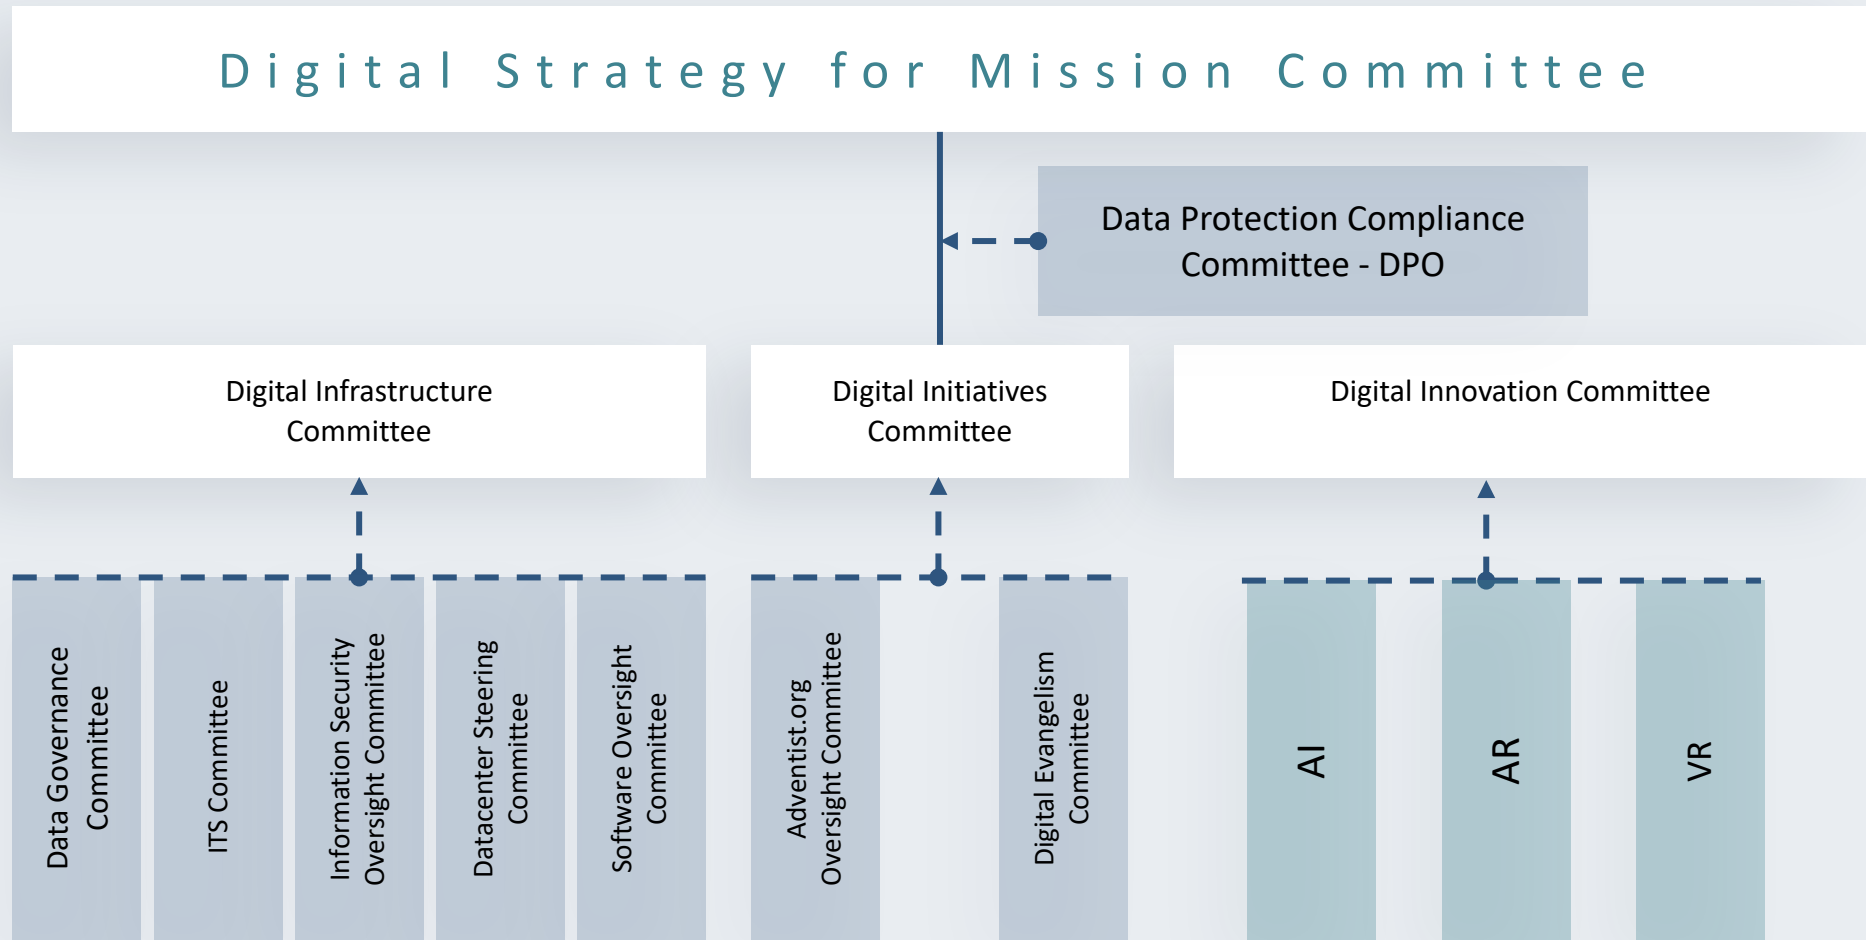 Digital Strategy for Mission Committee
Data Protection Compliance
Committee - DPO
Digital Infrastructure
Committee
Digital Initiatives
Committee
Digital Innovation Committee
Data Governance
Committee
ITS Committee
Information Security
Oversight Committee
Datacenter Steering
Committee
Software Oversight
Committee
Adventist.org
Oversight Committee
Digital Evangelism
Committee
AI
AR
VR